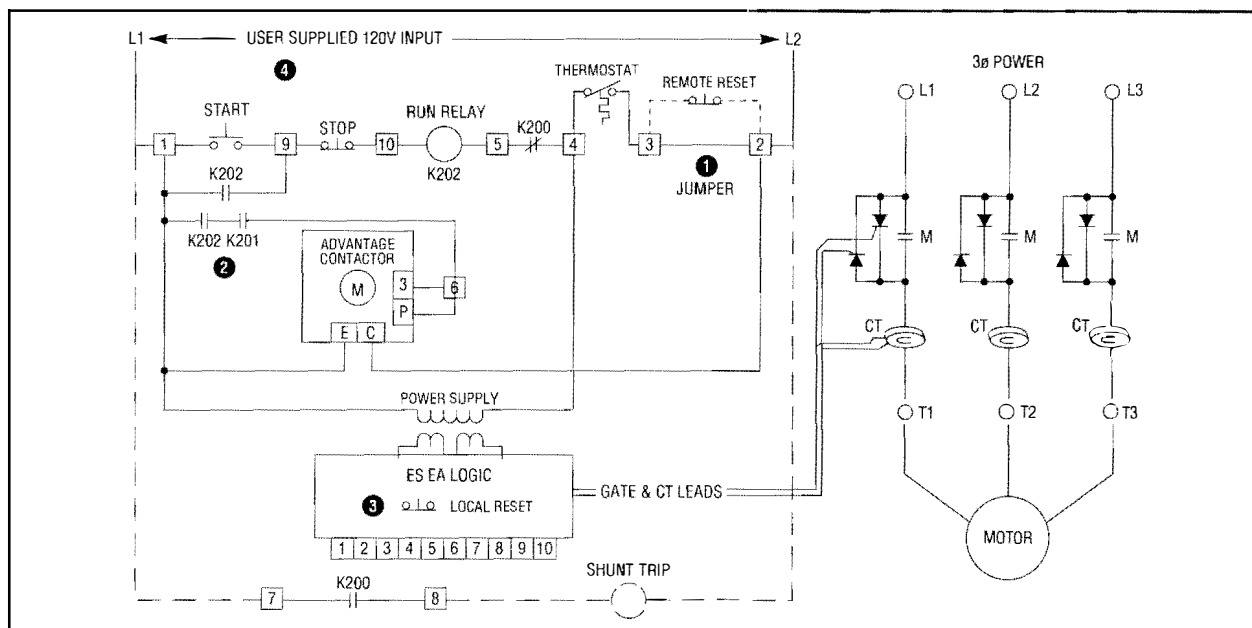 L1 USER SUPPLIED 120V INPUT L2
4
START
STOP
RUN RELAY
K200
THERMOSTAT
REMOTE RESET
1 9 10 5 4 3 2
K202
K202
1
JUMPER
K202 K201
2
ADVANTAGE
CONTACTOR
M
3
P
6
E C
POWER SUPPLY
ES EA LOGIC
3 LOCAL RESET
1 2 3 4 5 6 7 8 9 10
GATE & CT LEADS
K200
7 8
SHUNT TRIP
3ø POWER
L1 L2 L3
M M M
CT CT CT
T1 T2 T3
MOTOR